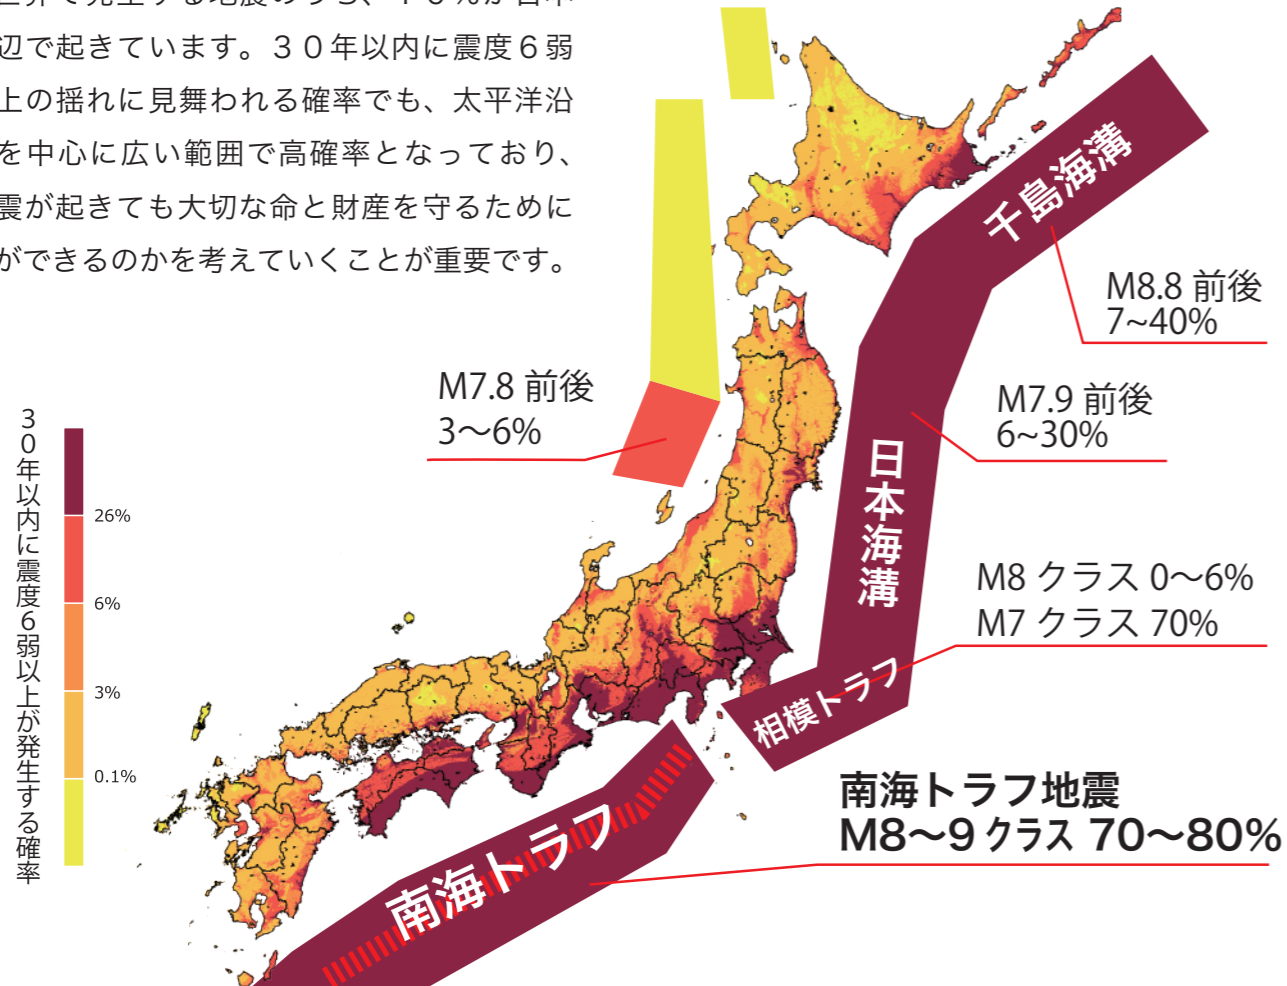 辺で起きています。３０年以内に震度６弱
上の揺れに見舞われる確率でも、太平洋沿
を中心に広い範囲で高確率となっており、
震が起きても大切な命と財産を守るために
ができるのかを考えていくことが重要です。
千島海溝
M8.8 前後
7~40%
M7.8 前後
3〜6%
M7.9 前後
6~30%
日本海溝
３０年以内に震度６弱以上が発生する確率
26%
6%
3%
0.1%
M8 クラス 0〜6%
M7 クラス 70%
相模トラフ
南海トラフ地震
M8〜9 クラス 70〜80%
南海トラフ